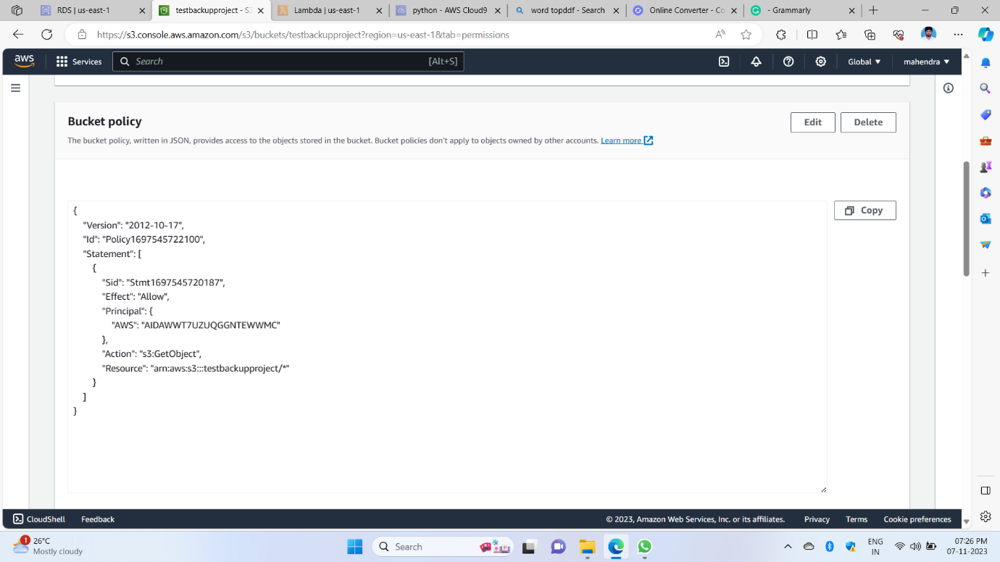 RDS | us-east-1
testbackupproject - S3
Lambda | us-east-1
python - AWS Cloud9
word topdf - Search
Online Converter - Co
- Grammarly
https://s3.console.aws.amazon.com/s3/buckets/testbackupproject?region=us-east-1&tab=permissions
aws
Services
Search
[Alt+S]
Global
mahendra
Bucket policy
Edit
Delete
The bucket policy, written in JSON, provides access to the objects stored in the bucket. Bucket policies don't apply to objects owned by other accounts. Learn more
Copy
{
"Version": "2012-10-17",
"Id": "Policy1697545722100",
"Statement": [
{
"Sid": "Stmt1697545720187",
"Effect": "Allow",
"Principal": {
"AWS": "AIDAWWT7UZUQGGNTEWWMC"
},
"Action": "s3:GetObject",
"Resource": "arn:aws:s3:::testbackupproject/*"
}
]
}
CloudShell
Feedback
© 2023, Amazon Web Services, Inc. or its affiliates.
Privacy
Terms
Cookie preferences
1
26°C
Mostly cloudy
Search
ENG
IN
07:26 PM
07-11-2023